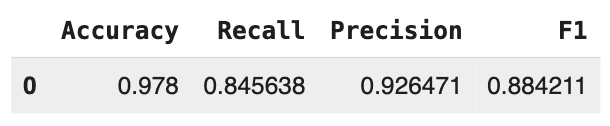 Accuracy Recall Precision F1
0 0.978 0.845638 0.926471 0.884211